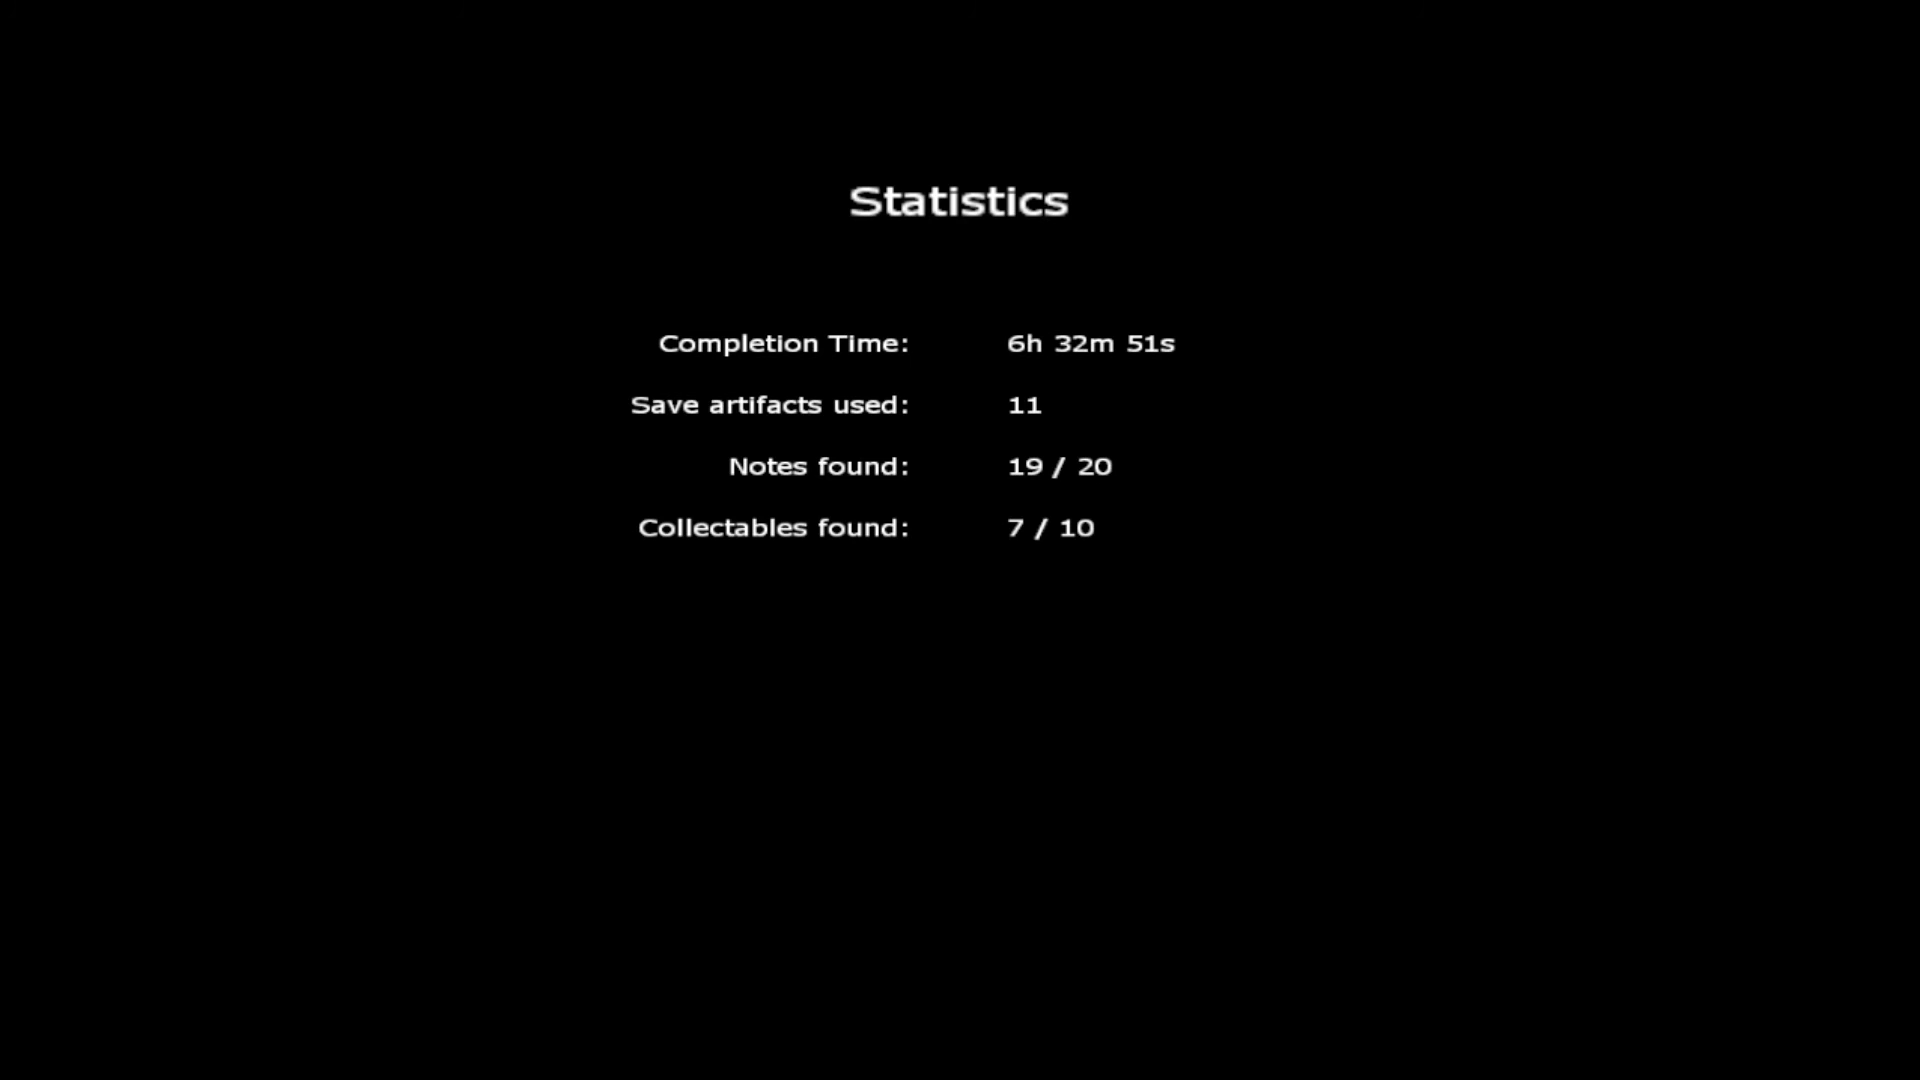 Statistics
Completion Time: 6h 32m 51s
Save artifacts used: 11
Notes found: 19 / 20
Collectables found: 7 / 10